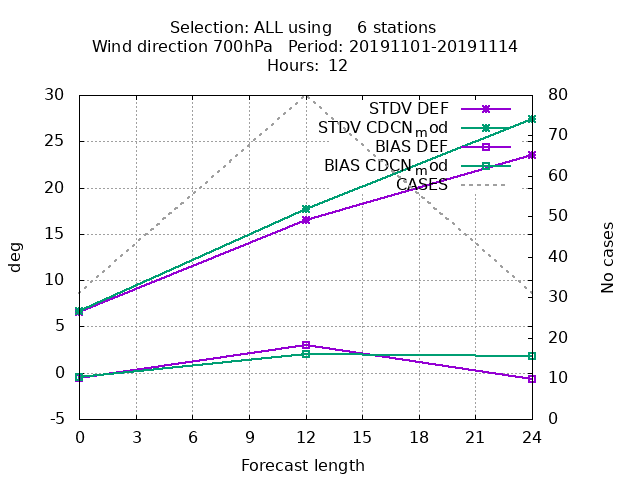 Selection: ALL using     6 stations
Wind direction 700hPa   Period: 20191101-20191114
Hours: 12
STDV DEF
STDV CDCN_mod
BIAS DEF
BIAS CDCN_mod
CASES
30
25
20
15
10
5
0
-5
80
70
60
50
40
30
20
10
0
deg
No cases
0 3 6 9 12 15 18 21 24
Forecast length